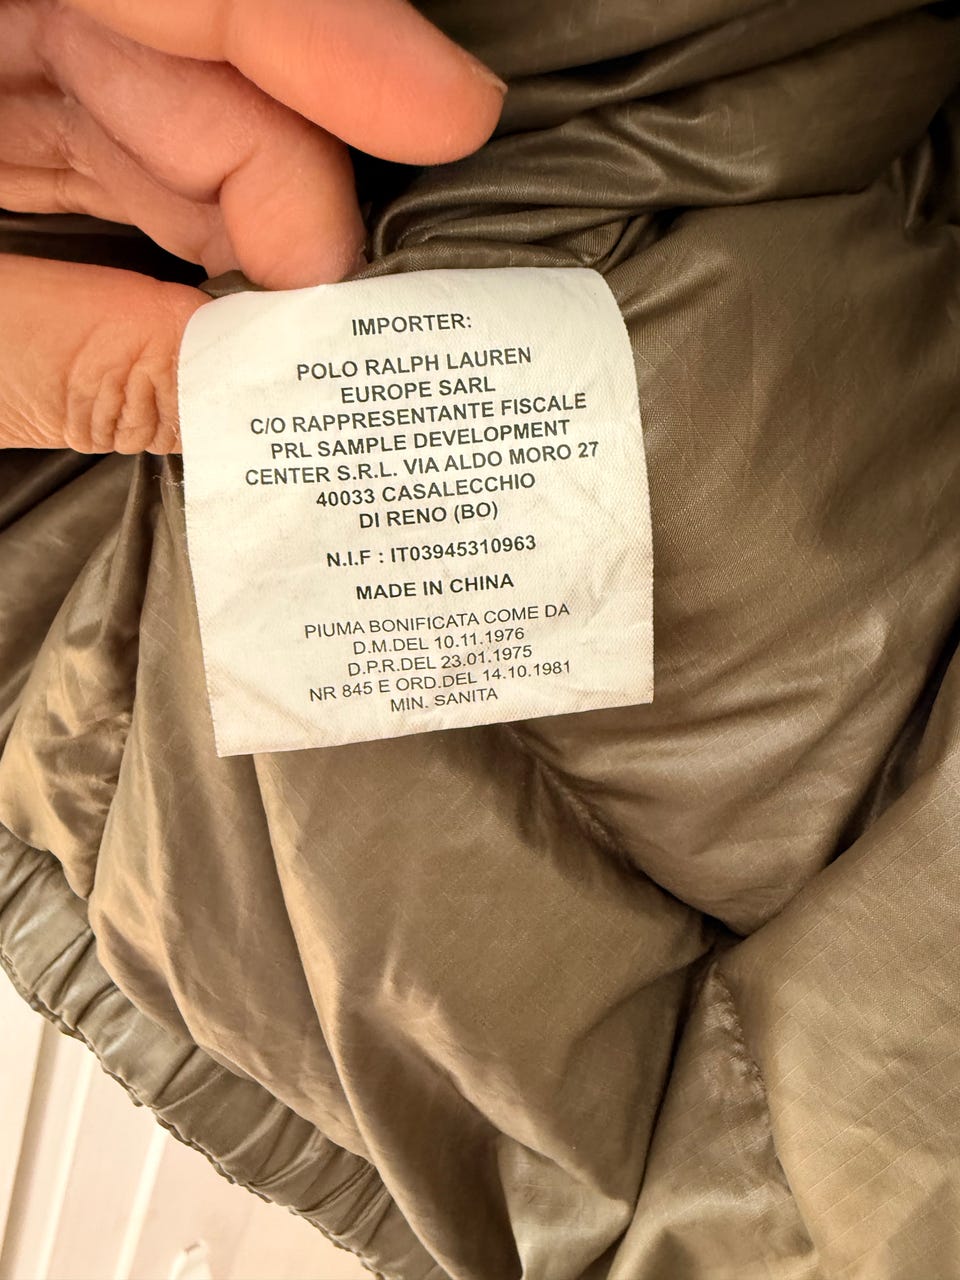 IMPORTER:
POLO RALPH LAUREN
EUROPE SARL
C/O RAPPRESENTANTE FISCALE
PRL SAMPLE DEVELOPMENT
CENTER S.R.L. VIA ALDO MORO 27
40033 CASALECCHIO
DI RENO (BO)
N.I.F : IT03945310963
MADE IN CHINA
PIUMA BONIFICATA COME DA
D.M.DEL 10.11.1976
D.P.R.DEL 23.01.1975
NR 845 E ORD.DEL 14.10.1981
MIN. SANITA